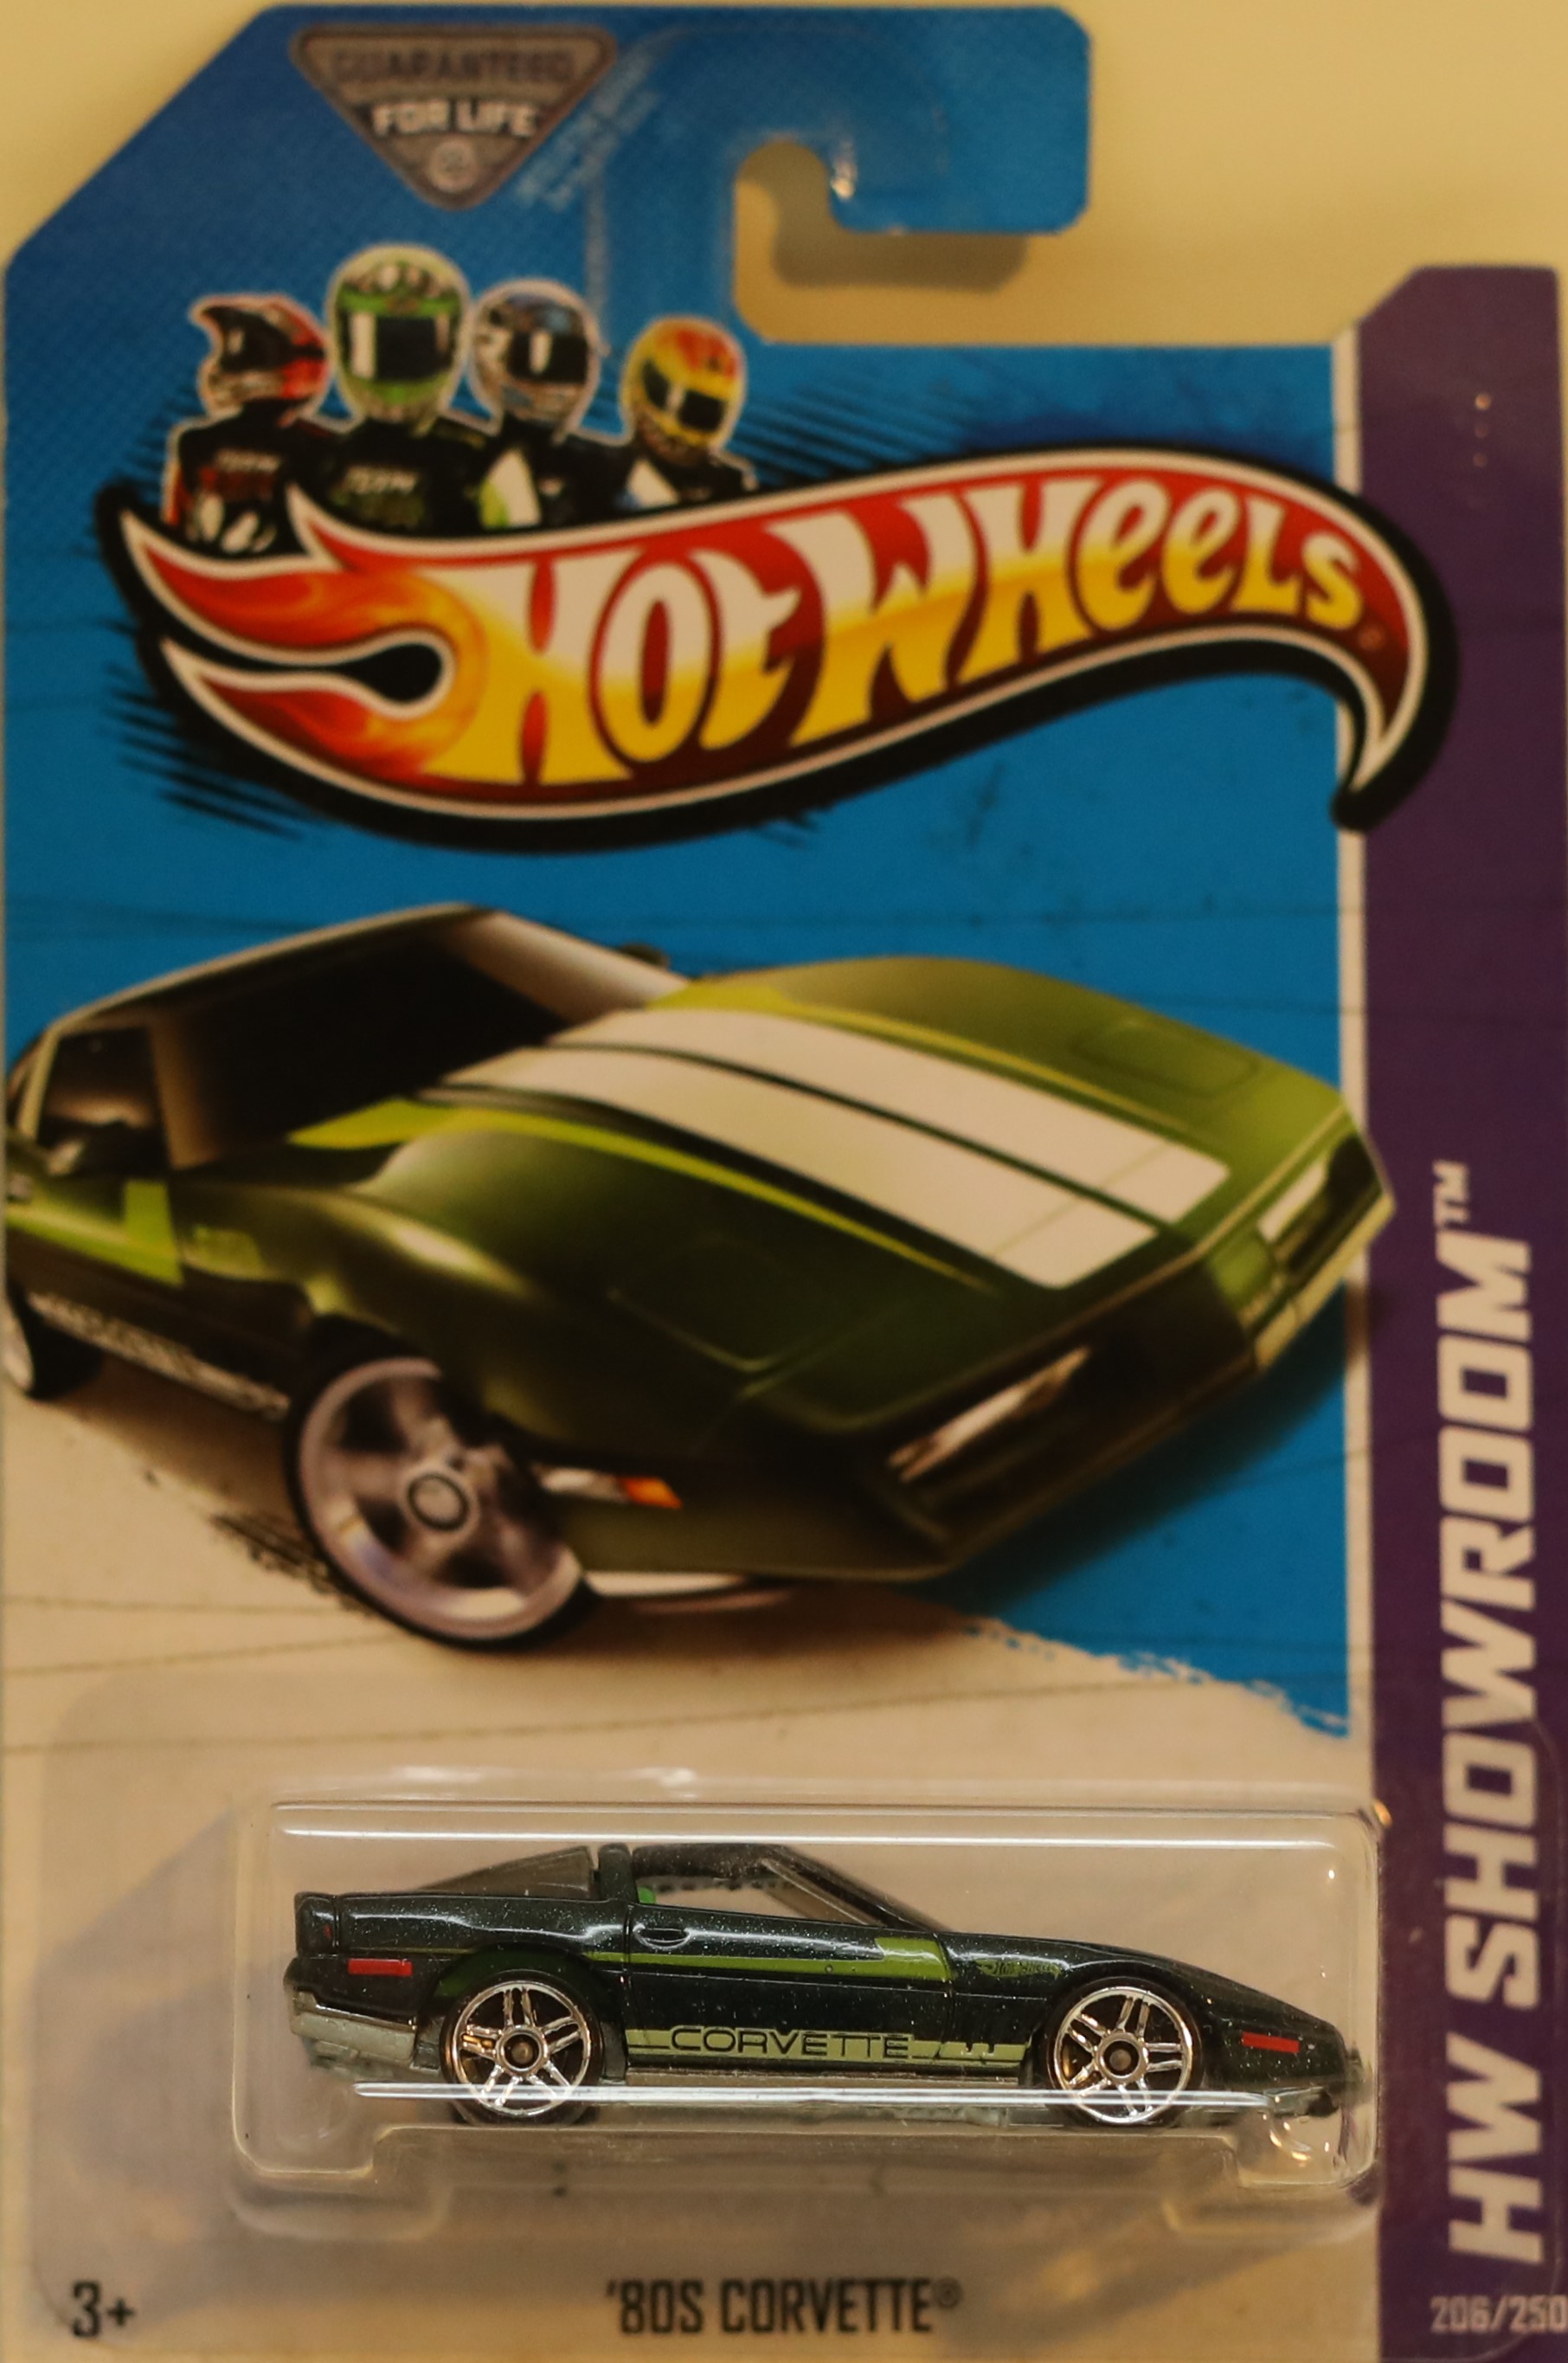 GUARANTEED
FOR LIFE
HOT WHEELS®
HW SHOWROOM™
CORVETTE
3+
'80S CORVETTE®
206/250